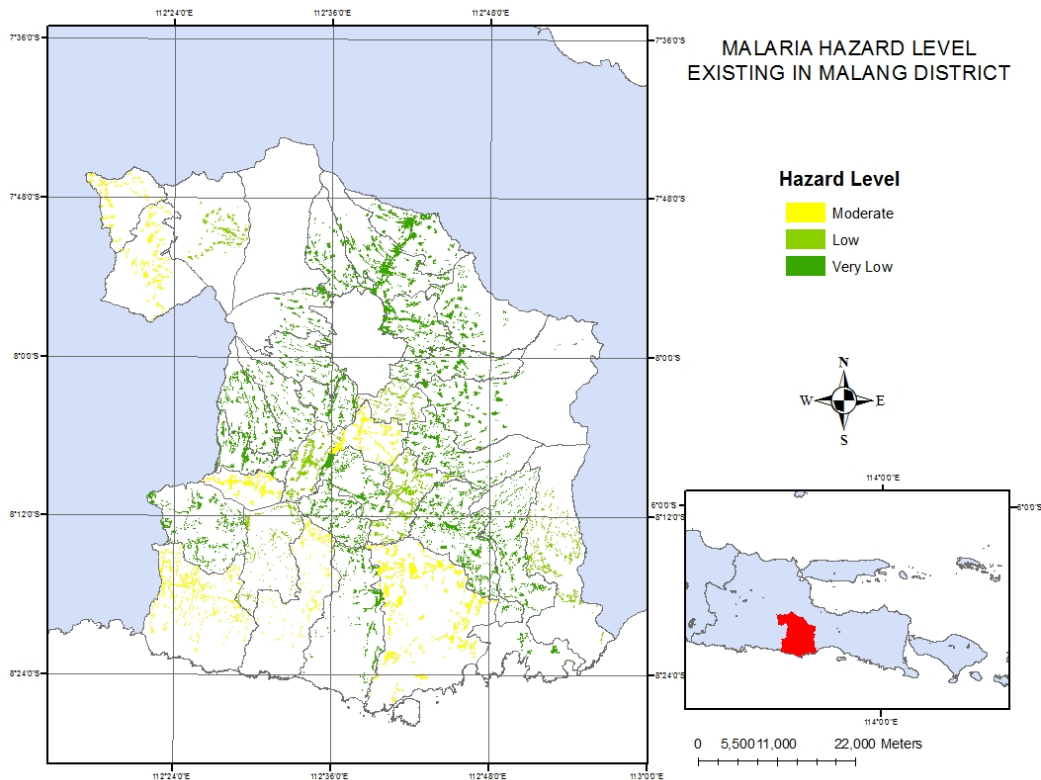 112°24'0"E 112°36'0"E 112°48'0"E
7°36'0"S 7°36'0"S
MALARIA HAZARD LEVEL
EXISTING IN MALANG DISTRICT
Hazard Level
Moderate
Low
Very Low
7°48'0"S 7°48'0"S
8°0'0"S 8°0'0"S
N
W E
S
114°0'0"E
6°0'0"S 6°0'0"S
8°12'0"S 8°12'0"S
8°24'0"S 8°24'0"S
114°0'0"E
0 5,500 11,000 22,000 Meters
112°24'0"E 112°36'0"E 112°48'0"E 113°0'0"E